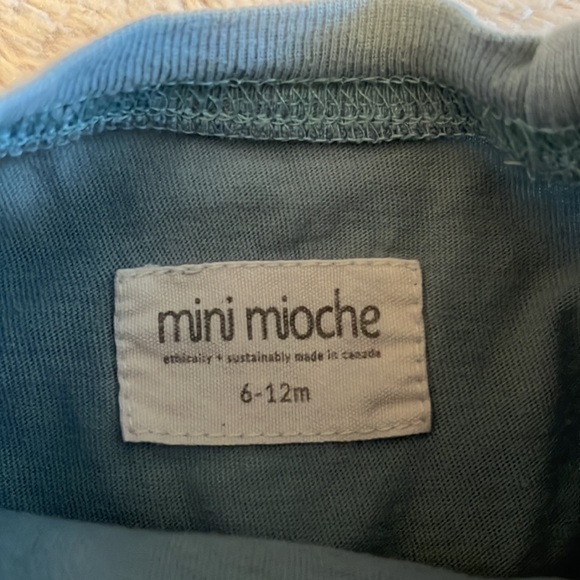 mini mioche
ethically + sustainably made in canada
6-12m